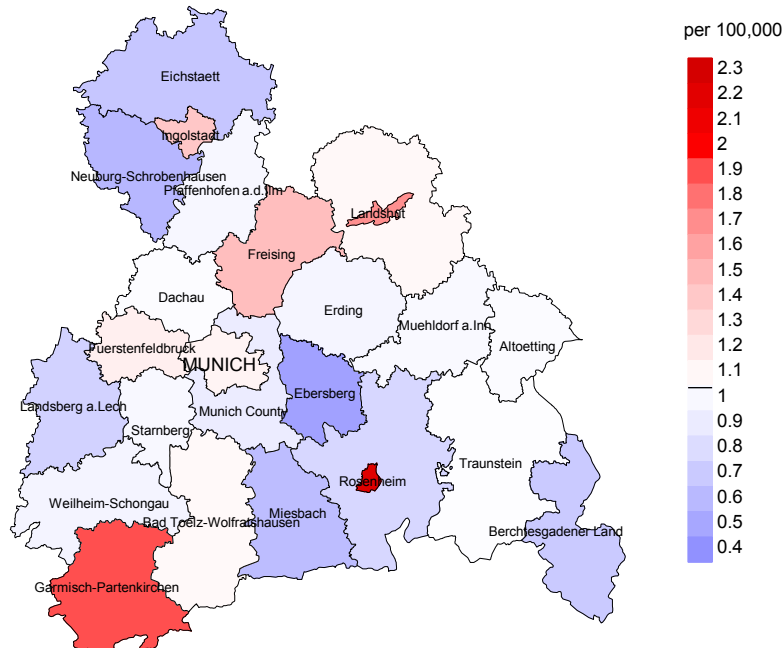 per 100,000
2.3
2.2
2.1
2
1.9
1.8
1.7
1.6
1.5
1.4
1.3
1.2
1.1
1
0.9
0.8
0.7
0.6
0.5
0.4
Eichstaett
Ingolstadt
Neuburg-Schrobenhausen
Pfaffenhofen a.d.Ilm
Landshut
Freising
Dachau
Erding
Muehldorf a.Inn
Altoetting
Fuerstenfeldbruck
MUNICH
Ebersberg
Landsberg a.Lech
Munich County
Starnberg
Traunstein
Rosenheim
Weilheim-Schongau
Miesbach
Bad Toelz-Wolfratshausen
Berchtesgadener Land
Garmisch-Partenkirchen